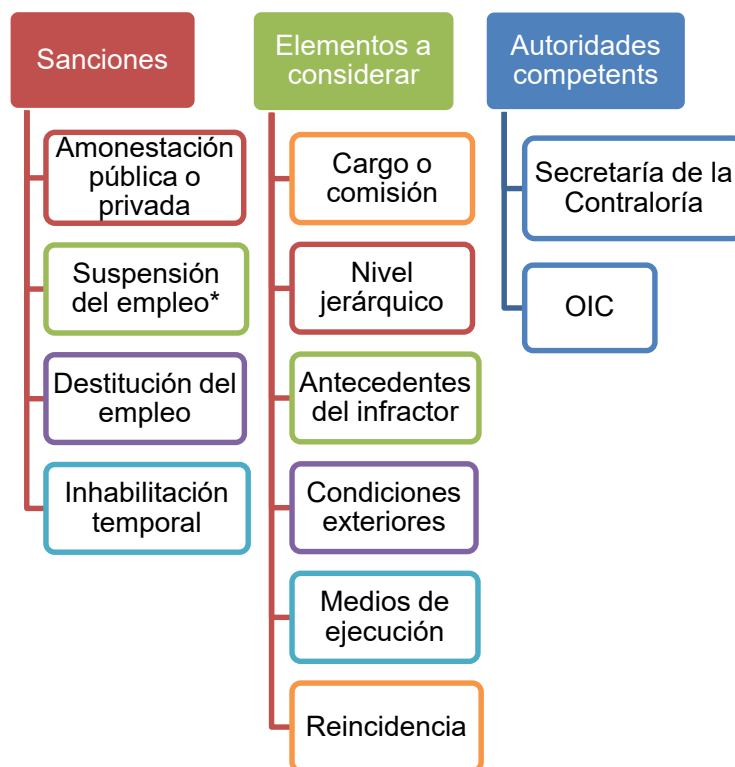 Sanciones
Amonestación
pública o
privada
Suspensión
del empleo*
Destitución del
empleo
Inhabilitación
temporal
Elementos a
considerar
Cargo o
comisión
Nivel
jerárquico
Antecedentes
del infractor
Condiciones
exteriores
Medios de
ejecución
Reincidencia
Autoridades
competents
Secretaría de la
Contraloría
OIC